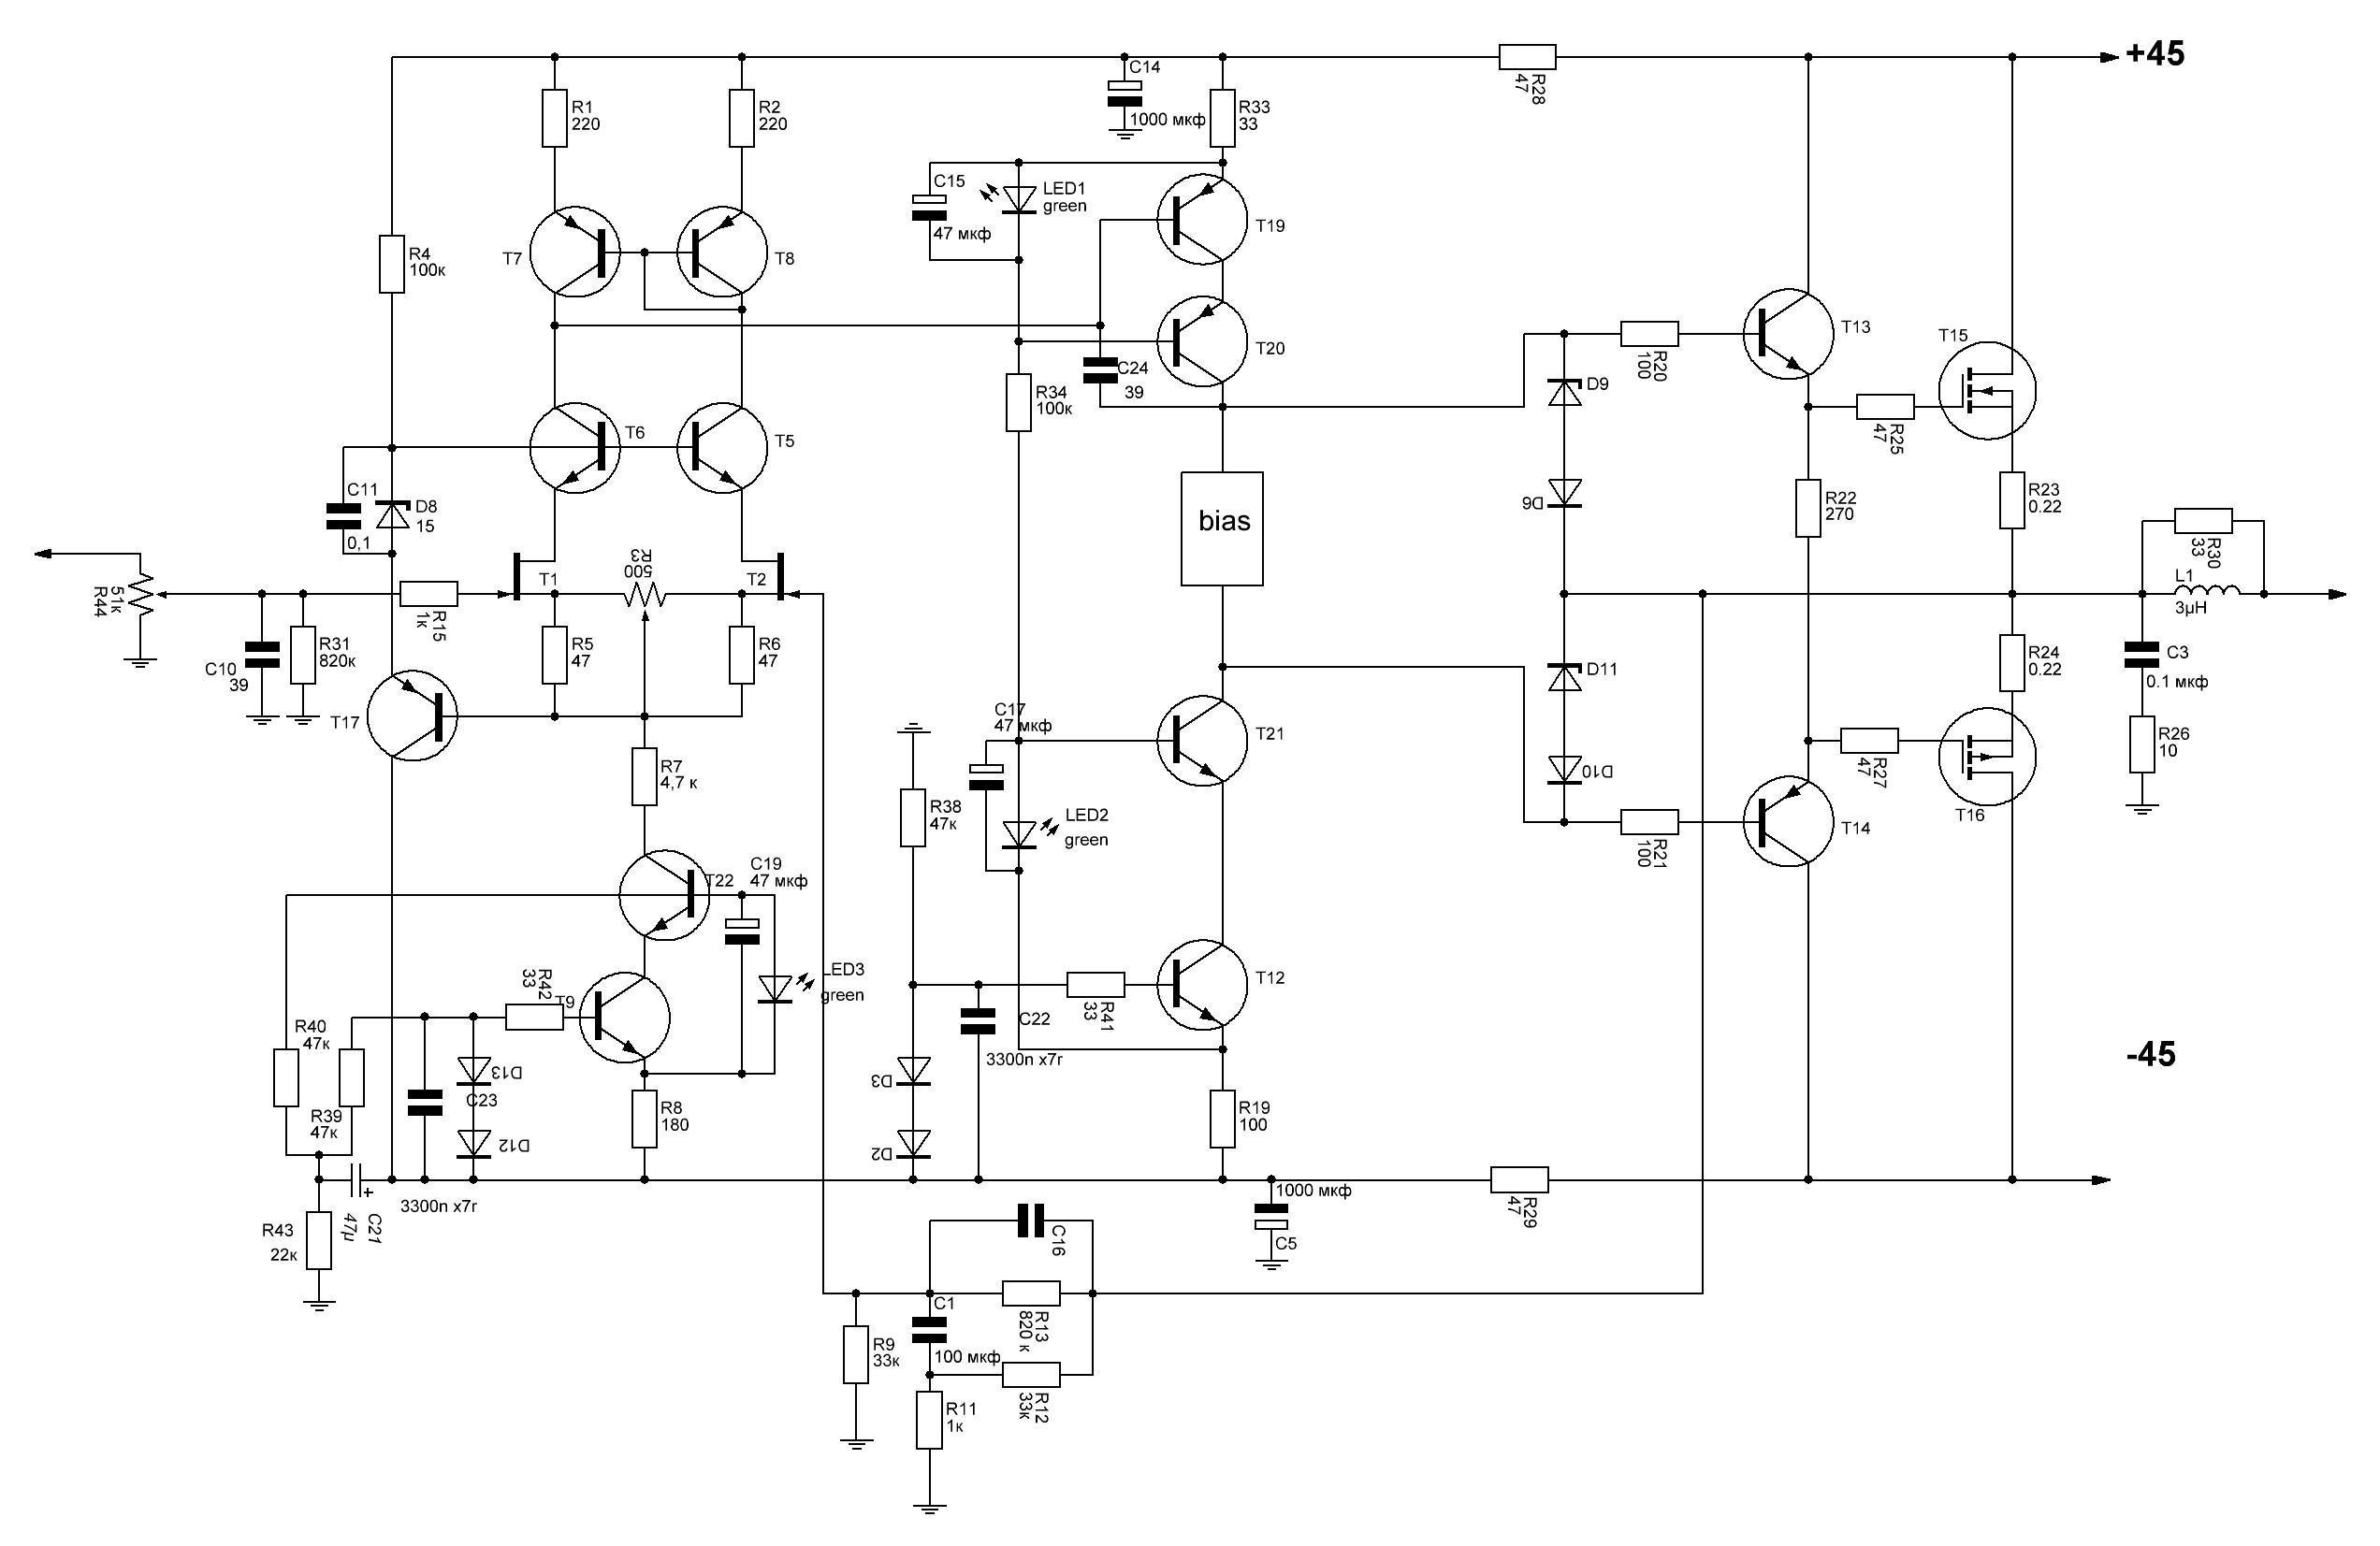 +45
C14
1000 мкф
R28
47
R1
220
R2
220
R33
33
C15
47 мкф
LED1
green
T19
T7
T8
R4
100к
T20
C24
39
R34
100к
T13
T15
R20
100
D9
R25
47
T6
T5
C11
0,1
D8
15
bias
D6
R22
270
R23
0.22
R30
33
L1
3µH
51к
R44
R15
1к
T1
R3
500
T2
C10
39
R31
820к
R5
47
R6
47
T17
R24
0.22
C3
0.1 мкф
D11
C17
47 мкф
T21
R7
4,7 к
R26
10
R27
47
T16
D10
R38
47к
LED2
green
T14
R21
100
C19
47 мкф
T22
LED3
green
R42
33
T9
T12
R41
33
C22
3300n x7r
R40
47к
R39
47к
D13
C23
D12
D3
D2
R8
180
R19
100
-45
1000 мкф
C5
R29
47
3300n x7r
C21
47µ
R43
22к
C16
C1
100 мкф
R13
820 к
R9
33к
R12
33к
R11
1к